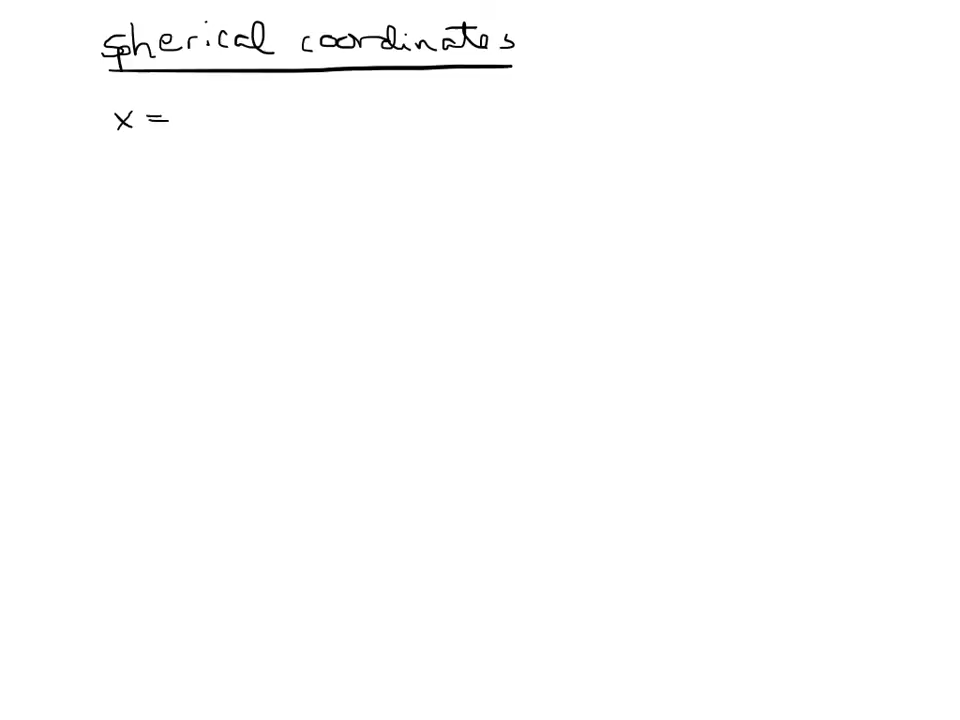 spherical coordinates
x =